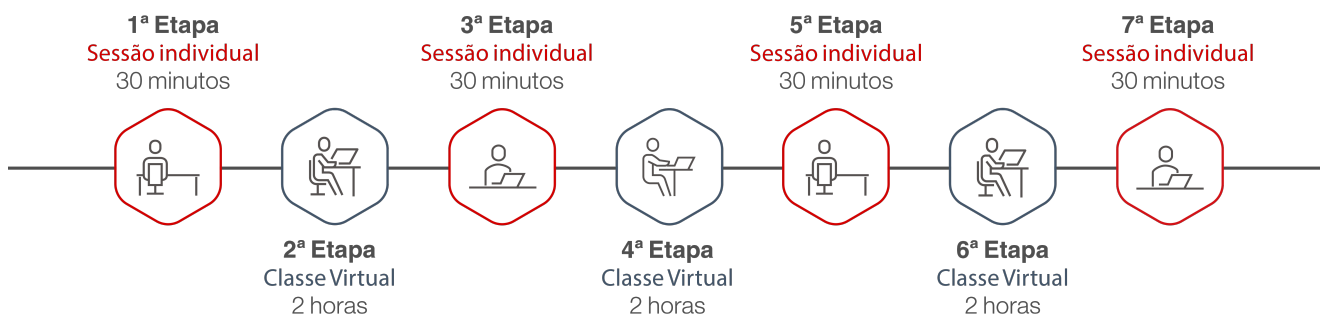 1ª Etapa
Sessão individual
30 minutos
2ª Etapa
Classe Virtual
2 horas
3ª Etapa
Sessão individual
30 minutos
4ª Etapa
Classe Virtual
2 horas
5ª Etapa
Sessão individual
30 minutos
6ª Etapa
Classe Virtual
2 horas
7ª Etapa
Sessão individual
30 minutos